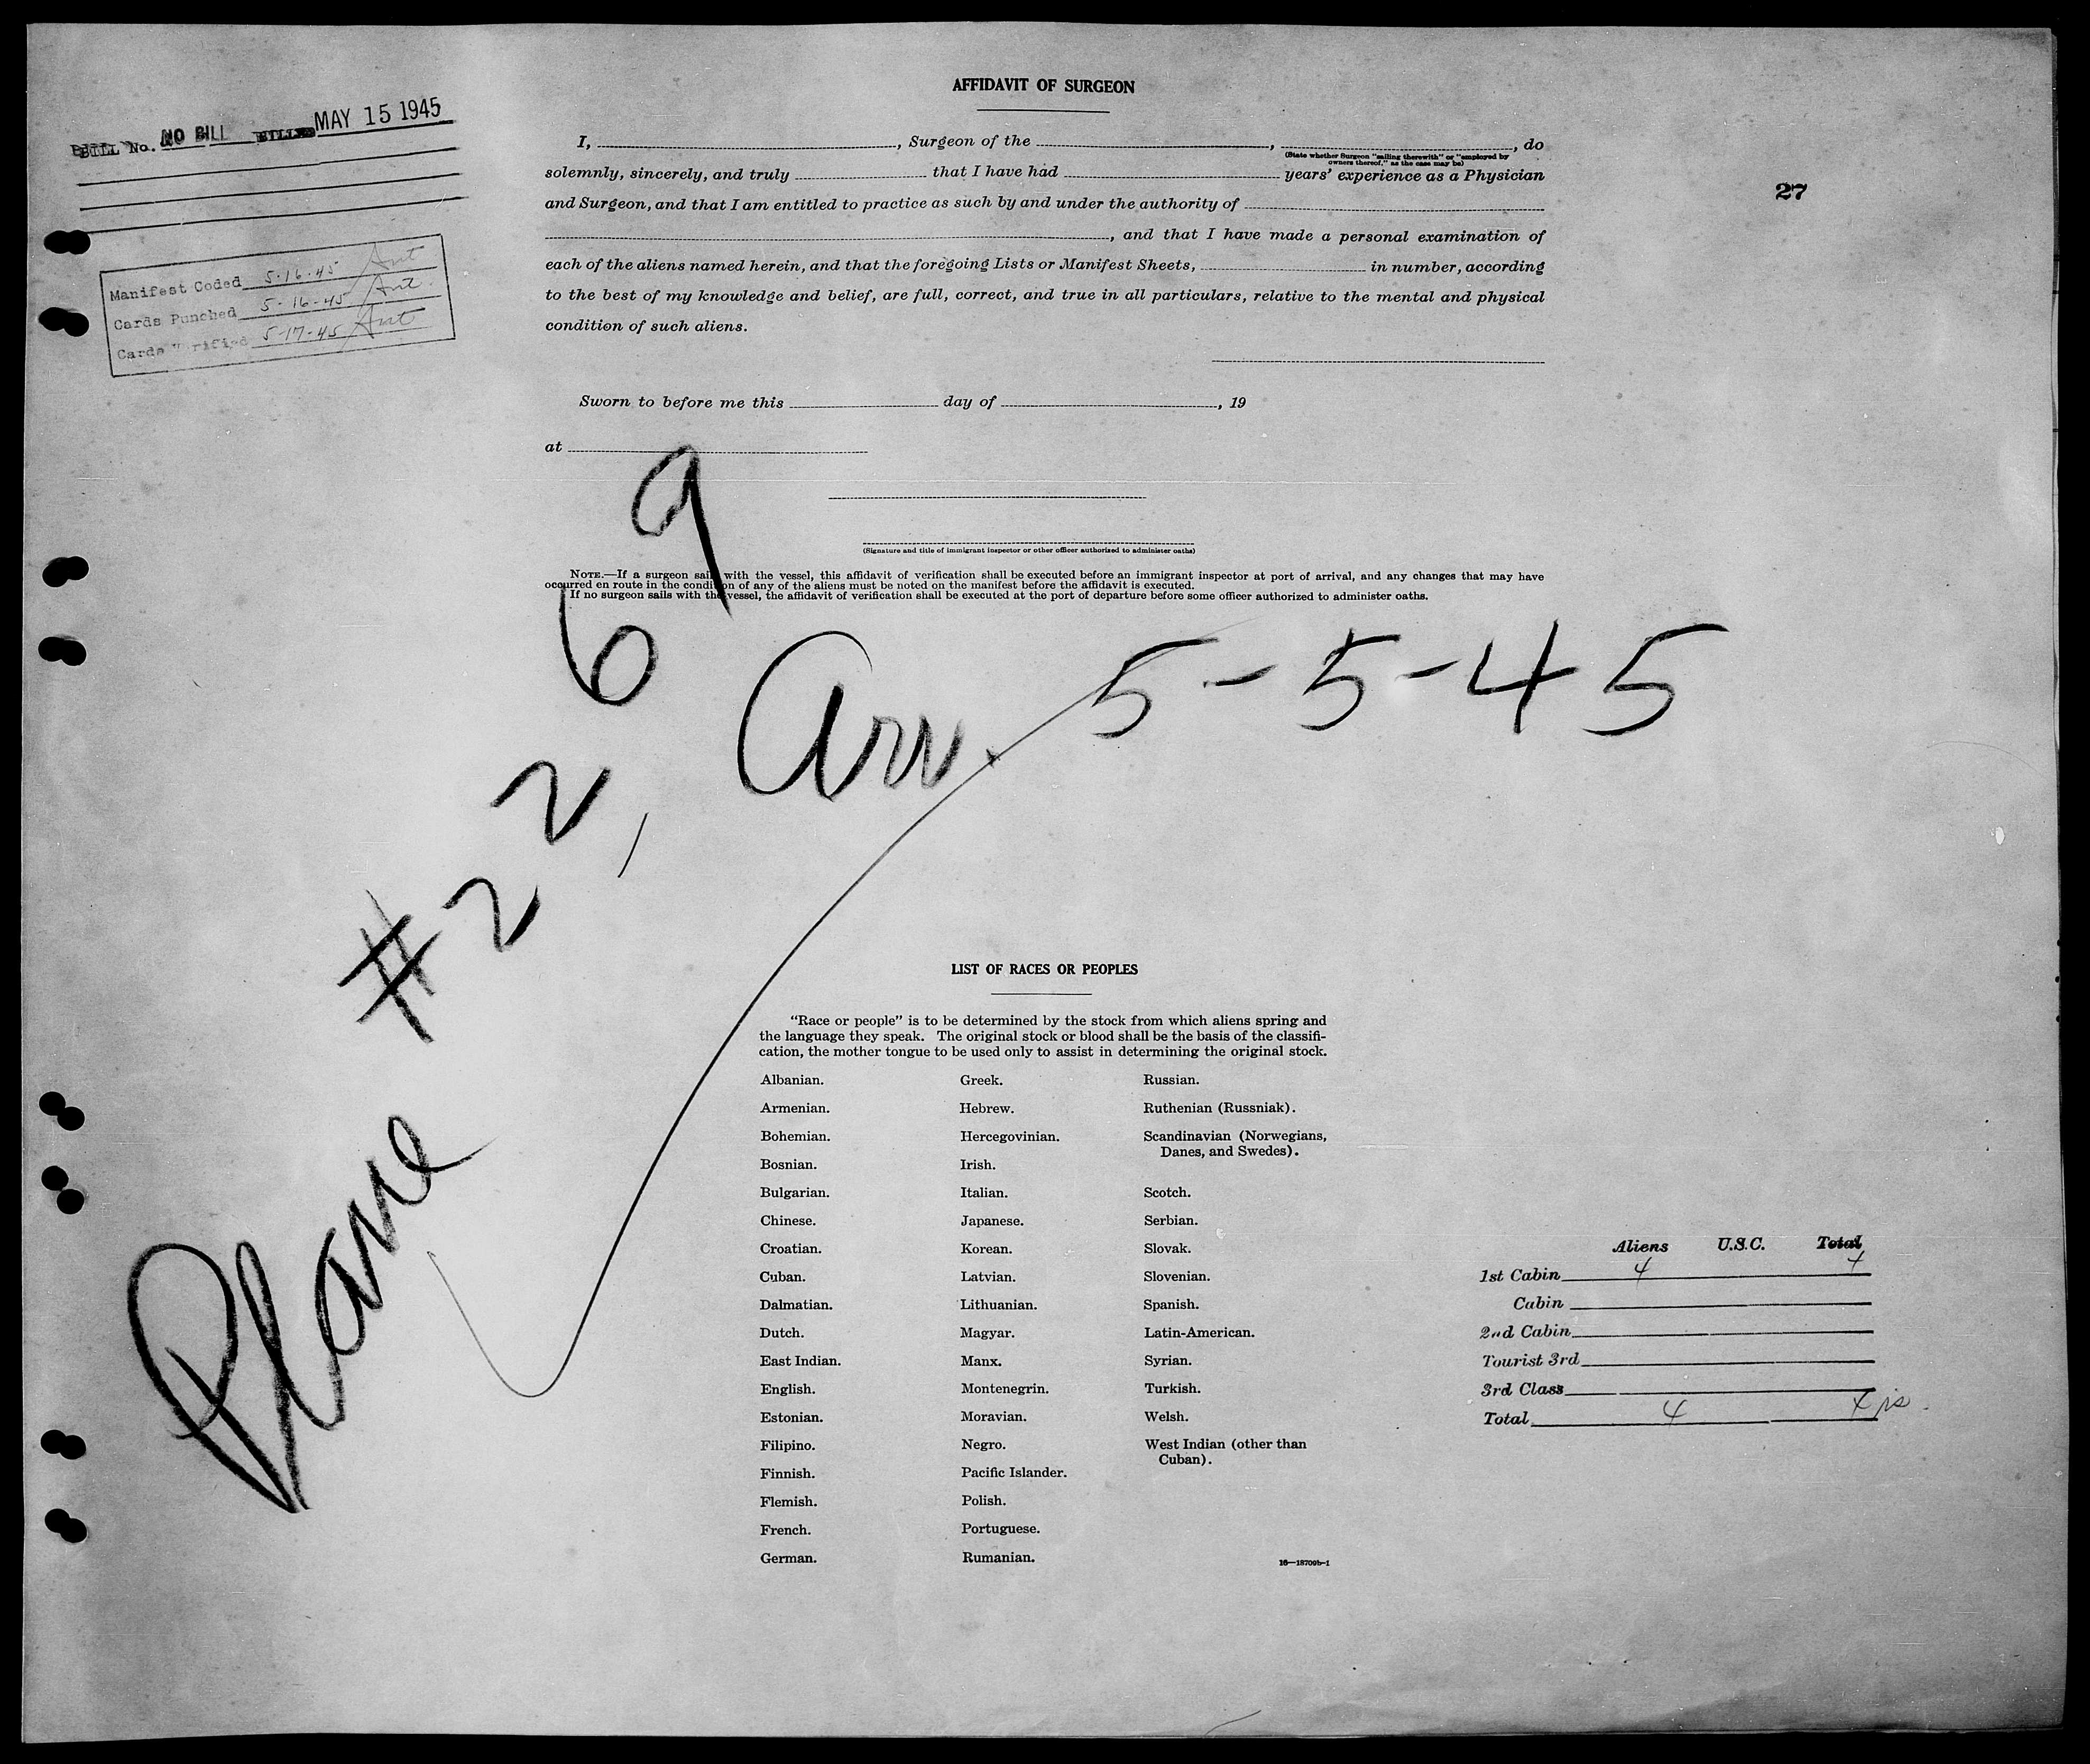 BILL No. NO BILL BILLED MAY 15 1945
Manifest Coded 5-16-45
Cards Punched 5-16-45
Cards Verified 5-17-45
27
AFFIDAVIT OF SURGEON
I, , Surgeon of the , , do
(State whether Surgeon "sailing therewith" or "employed by
owners thereof," as the case may be)
solemnly, sincerely, and truly that I have had years' experience as a Physician
and Surgeon, and that I am entitled to practice as such by and under the authority of
, and that I have made a personal examination of
each of the aliens named herein, and that the foregoing Lists or Manifest Sheets, in number, according
to the best of my knowledge and belief, are full, correct, and true in all particulars, relative to the mental and physical
condition of such aliens.
Sworn to before me this day of , 19
at
(Signature and title of immigrant inspector or other officer authorized to administer oaths)
NOTE.—If a surgeon sails with the vessel, this affidavit of verification shall be executed before an immigrant inspector at port of arrival, and any changes that may have
occurred en route in the condition of any of the aliens must be noted on the manifest before the affidavit is executed.
If no surgeon sails with the vessel, the affidavit of verification shall be executed at the port of departure before some officer authorized to administer oaths.
Plane #22,69
Arr. 5-5-45
LIST OF RACES OR PEOPLES
"Race or people" is to be determined by the stock from which aliens spring and
the language they speak. The original stock or blood shall be the basis of the classifi-
cation, the mother tongue to be used only to assist in determining the original stock.
Albanian.
Armenian.
Bohemian.
Bosnian.
Bulgarian.
Chinese.
Croatian.
Cuban.
Dalmatian.
Dutch.
East Indian.
English.
Estonian.
Filipino.
Finnish.
Flemish.
French.
German.
Greek.
Hebrew.
Hercegovinian.
Irish.
Italian.
Japanese.
Korean.
Latvian.
Lithuanian.
Magyar.
Manx.
Montenegrin.
Moravian.
Negro.
Pacific Islander.
Polish.
Portuguese.
Rumanian.
Russian.
Ruthenian (Russniak).
Scandinavian (Norwegians,
Danes, and Swedes).
Scotch.
Serbian.
Slovak.
Slovenian.
Spanish.
Latin-American.
Syrian.
Turkish.
Welsh.
West Indian (other than
Cuban).
16—18709b-1
Aliens U.S.C. Total
1st Cabin 4 4
Cabin
2nd Cabin
Tourist 3rd
3rd Class
Total 4 4